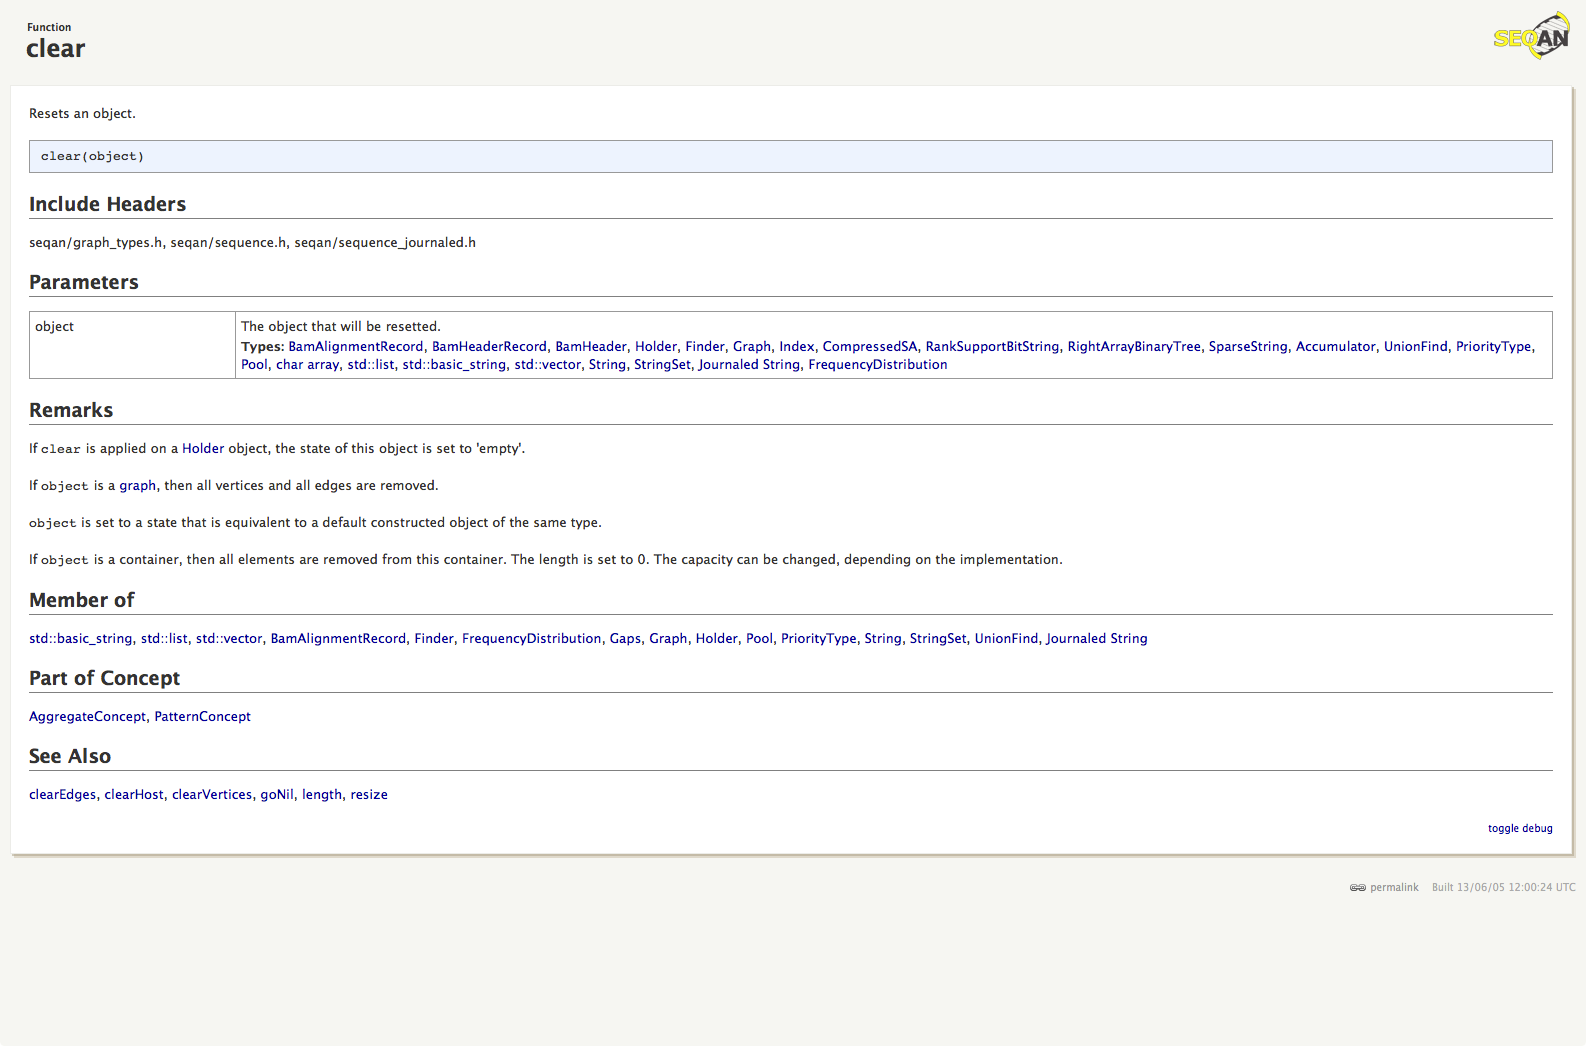 Function
clear
SEQAN
Resets an object.
clear(object)
Include Headers
seqan/graph_types.h, seqan/sequence.h, seqan/sequence_journaled.h
Parameters
object
The object that will be resetted.
Types: BamAlignmentRecord, BamHeaderRecord, BamHeader, Holder, Finder, Graph, Index, CompressedSA, RankSupportBitString, RightArrayBinaryTree, SparseString, Accumulator, UnionFind, PriorityType,
Pool, char array, std::list, std::basic_string, std::vector, String, StringSet, Journaled String, FrequencyDistribution
Remarks
If clear is applied on a Holder object, the state of this object is set to 'empty'.
If object is a graph, then all vertices and all edges are removed.
object is set to a state that is equivalent to a default constructed object of the same type.
If object is a container, then all elements are removed from this container. The length is set to 0. The capacity can be changed, depending on the implementation.
Member of
std::basic_string, std::list, std::vector, BamAlignmentRecord, Finder, FrequencyDistribution, Gaps, Graph, Holder, Pool, PriorityType, String, StringSet, UnionFind, Journaled String
Part of Concept
AggregateConcept, PatternConcept
See Also
clearEdges, clearHost, clearVertices, goNil, length, resize
toggle debug
permalink Built 13/06/05 12:00:24 UTC